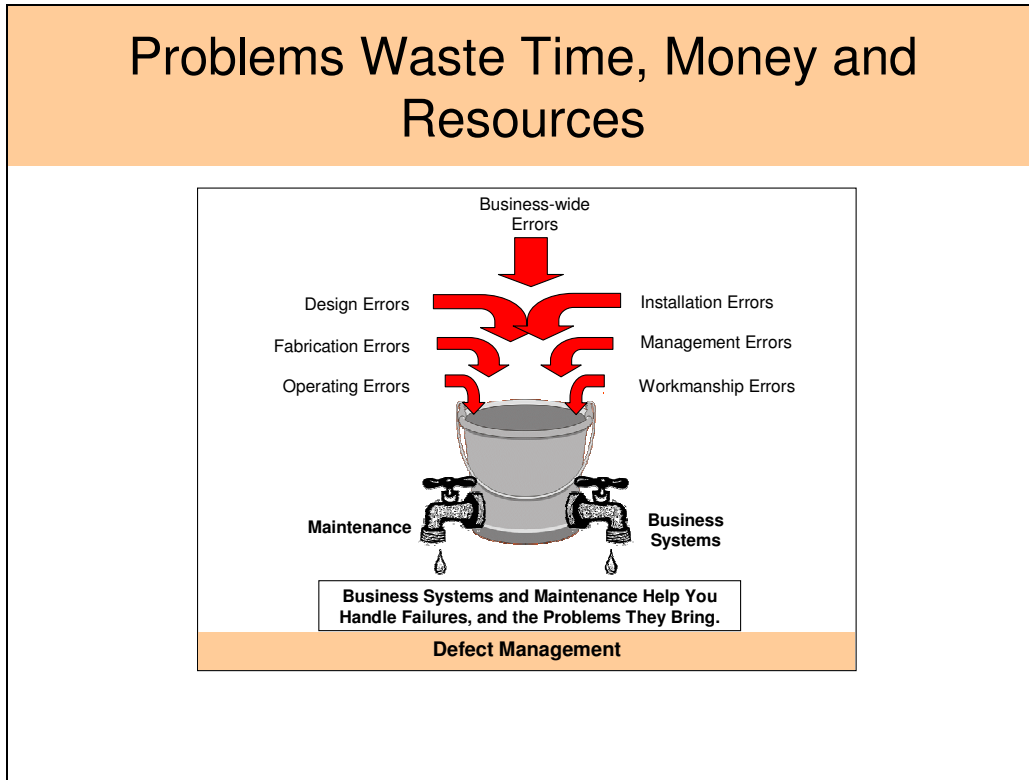 Problems Waste Time, Money and
Resources
Business-wide
Errors
Design Errors
Installation Errors
Fabrication Errors
Management Errors
Operating Errors
Workmanship Errors
Maintenance
Business
Systems
Business Systems and Maintenance Help You
Handle Failures, and the Problems They Bring.
Defect Management